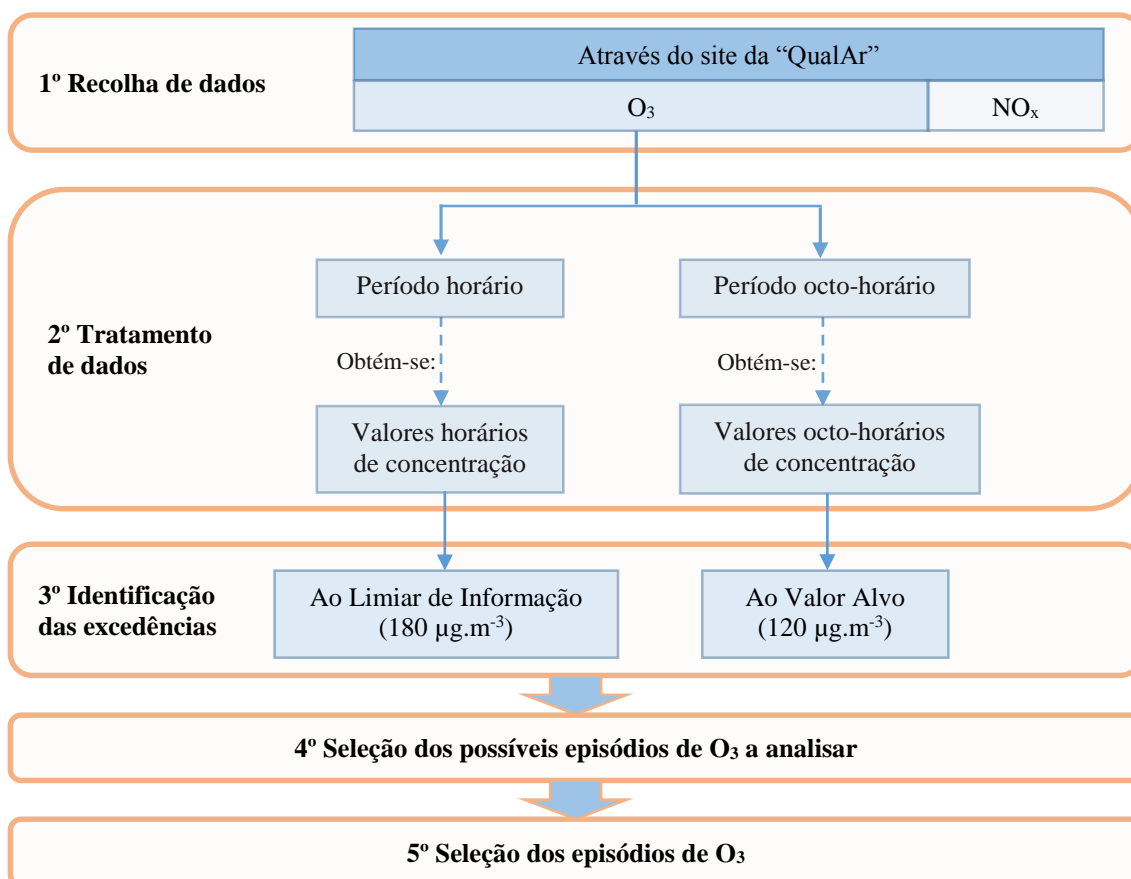 Através do site da “QualAr”
1º Recolha de dados
O₃
NOₓ
Período horário
Período octo-horário
2º Tratamento
de dados
Obtém-se:
Obtém-se:
Valores horários
de concentração
Valores octo-horários
de concentração
3º Identificação
das excedências
Ao Limiar de Informação
(180 µg.m⁻³)
Ao Valor Alvo
(120 µg.m⁻³)
4º Seleção dos possíveis episódios de O₃ a analisar
5º Seleção dos episódios de O₃